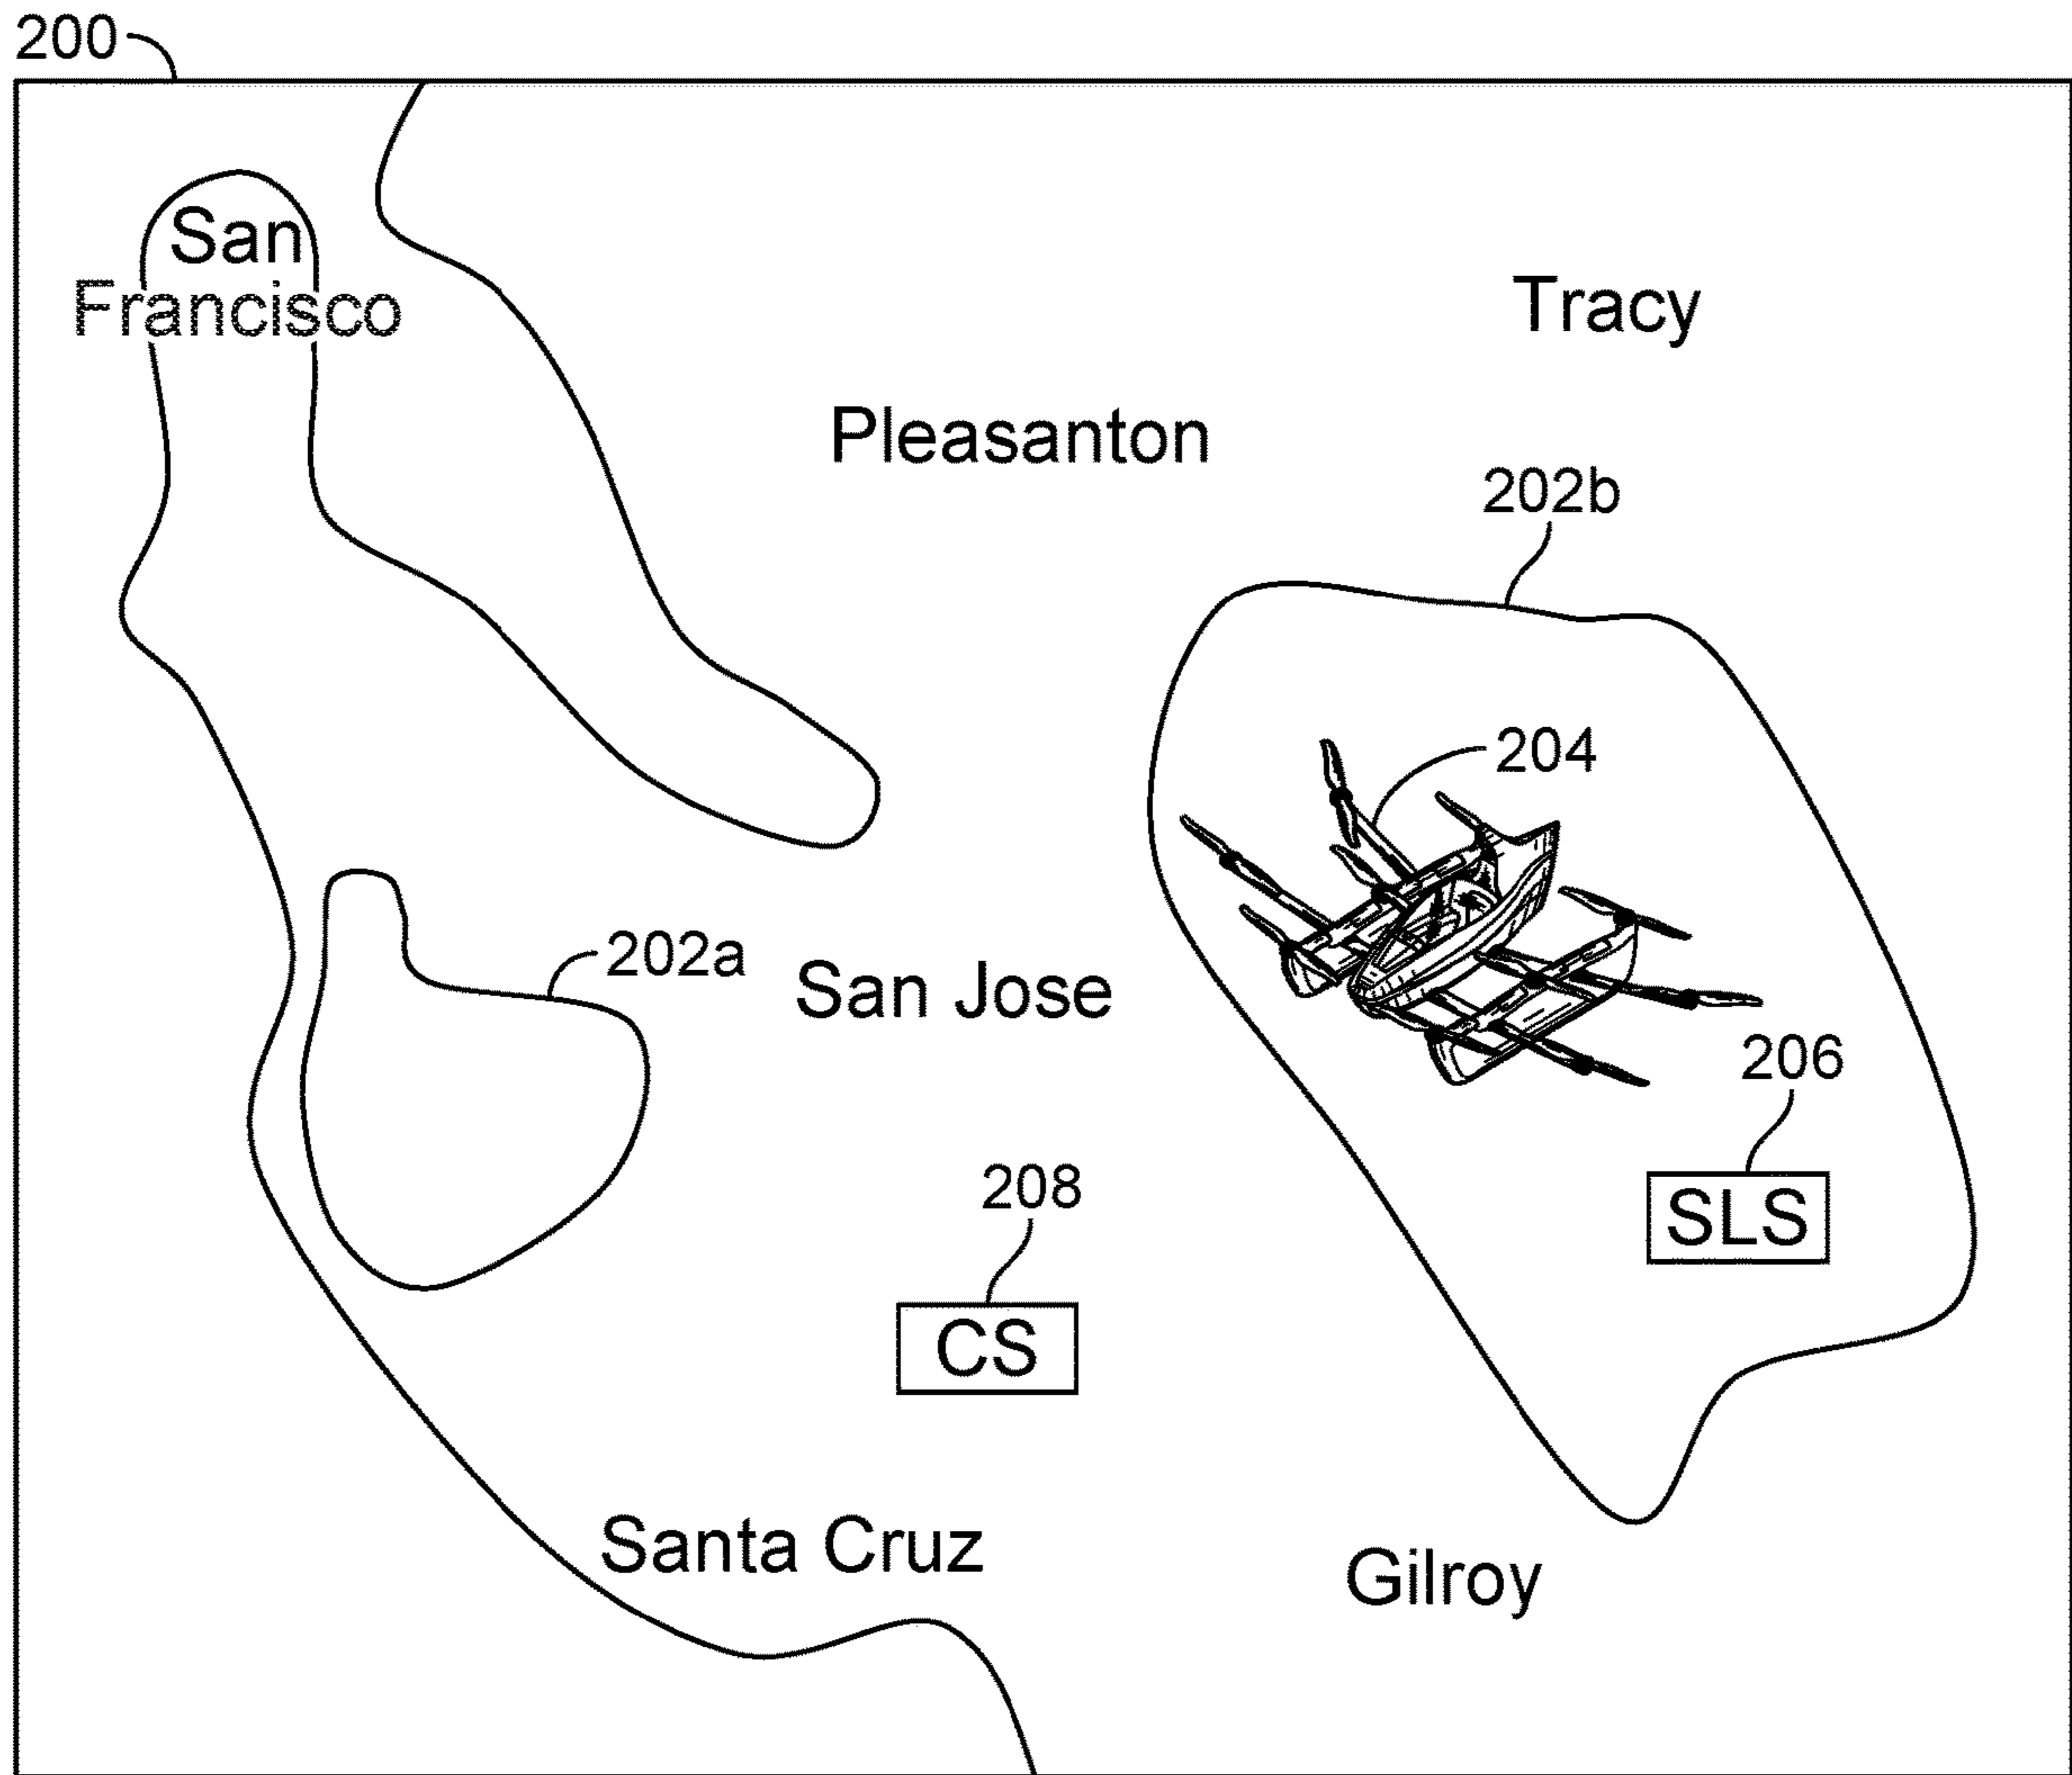 200
San
Francisco
Tracy
Pleasanton
202b
204
202a
San Jose
206
208
SLS
CS
Santa Cruz
Gilroy